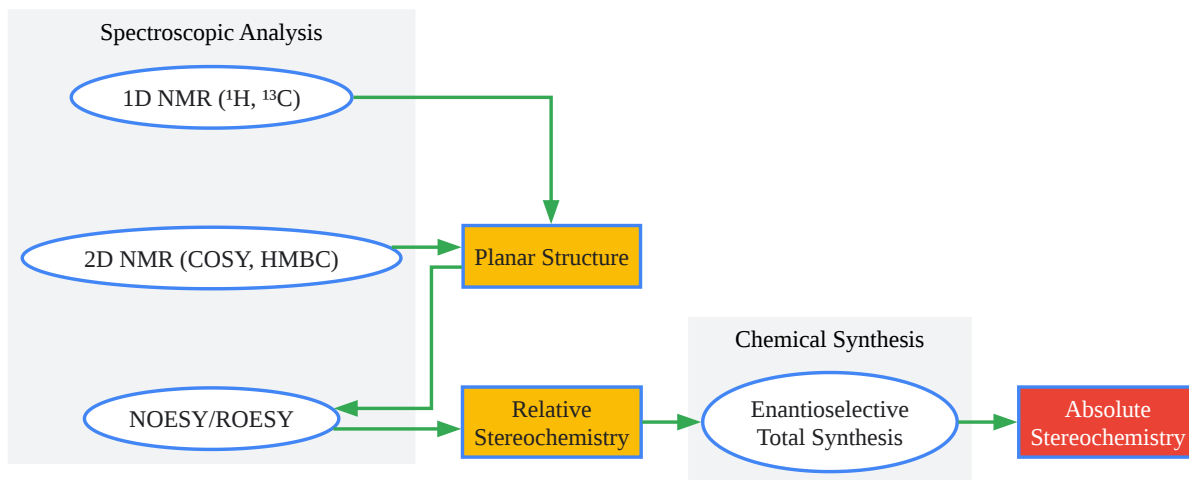 Spectroscopic Analysis
1D NMR (¹H, ¹³C)
2D NMR (COSY, HMBC)
Planar Structure
Chemical Synthesis
NOESY/ROESY
Relative
Stereochemistry
Enantioselective
Total Synthesis
Absolute
Stereochemistry